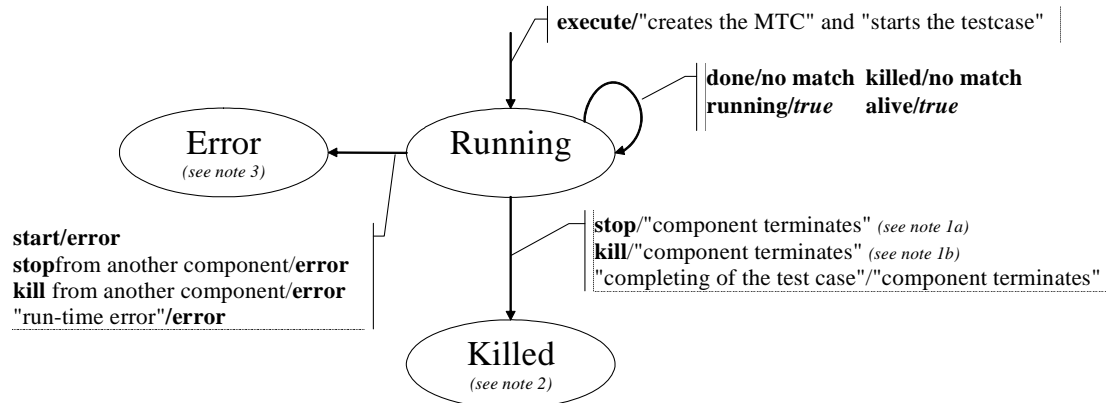 execute/"creates the MTC" and "starts the testcase"
done/no match killed/no match
running/true alive/true
Error
(see note 3)
Running
start/error
stopfrom another component/error
kill from another component/error
"run-time error"/error
stop/"component terminates" (see note 1a)
kill/"component terminates" (see note 1b)
"completing of the test case"/"component terminates"
Killed
(see note 2)